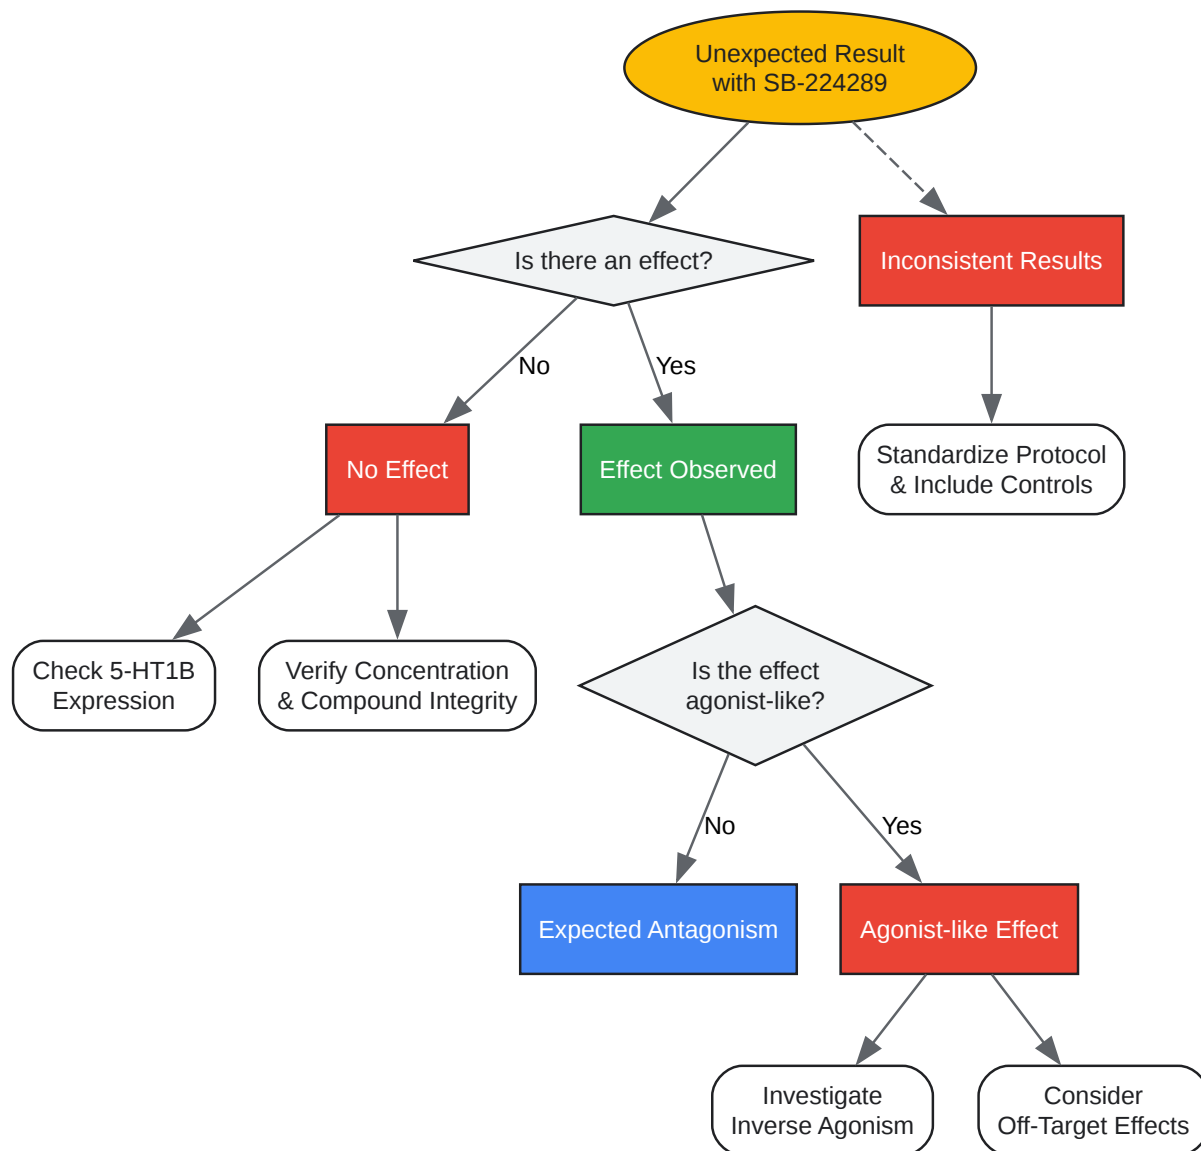 Unexpected Result
with SB-224289
Is there an effect?
Inconsistent Results
No
Yes
No Effect
Effect Observed
Standardize Protocol
& Include Controls
Check 5-HT1B
Expression
Verify Concentration
& Compound Integrity
Is the effect
agonist-like?
No
Yes
Expected Antagonism
Agonist-like Effect
Investigate
Inverse Agonism
Consider
Off-Target Effects